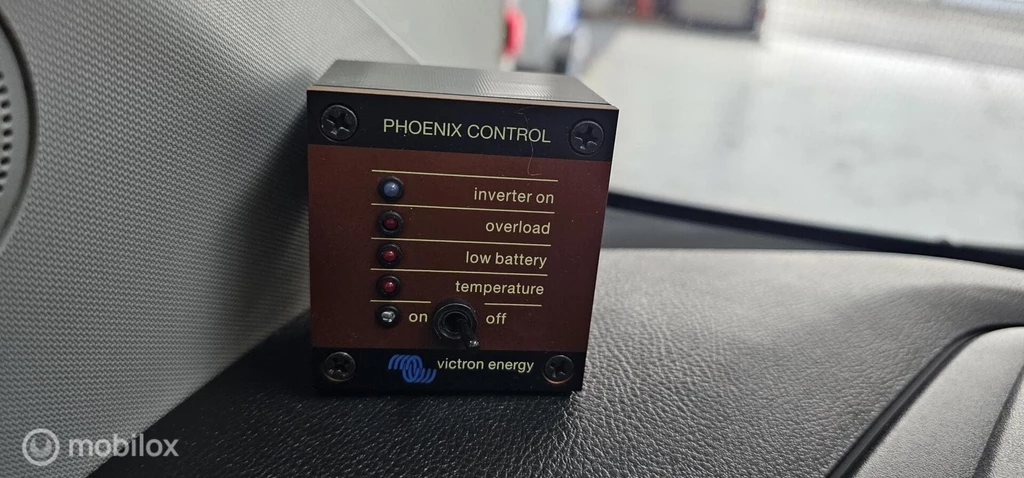 PHOENIX CONTROL
inverter on
overload
low battery
temperature
on off
victron energy
mobilox